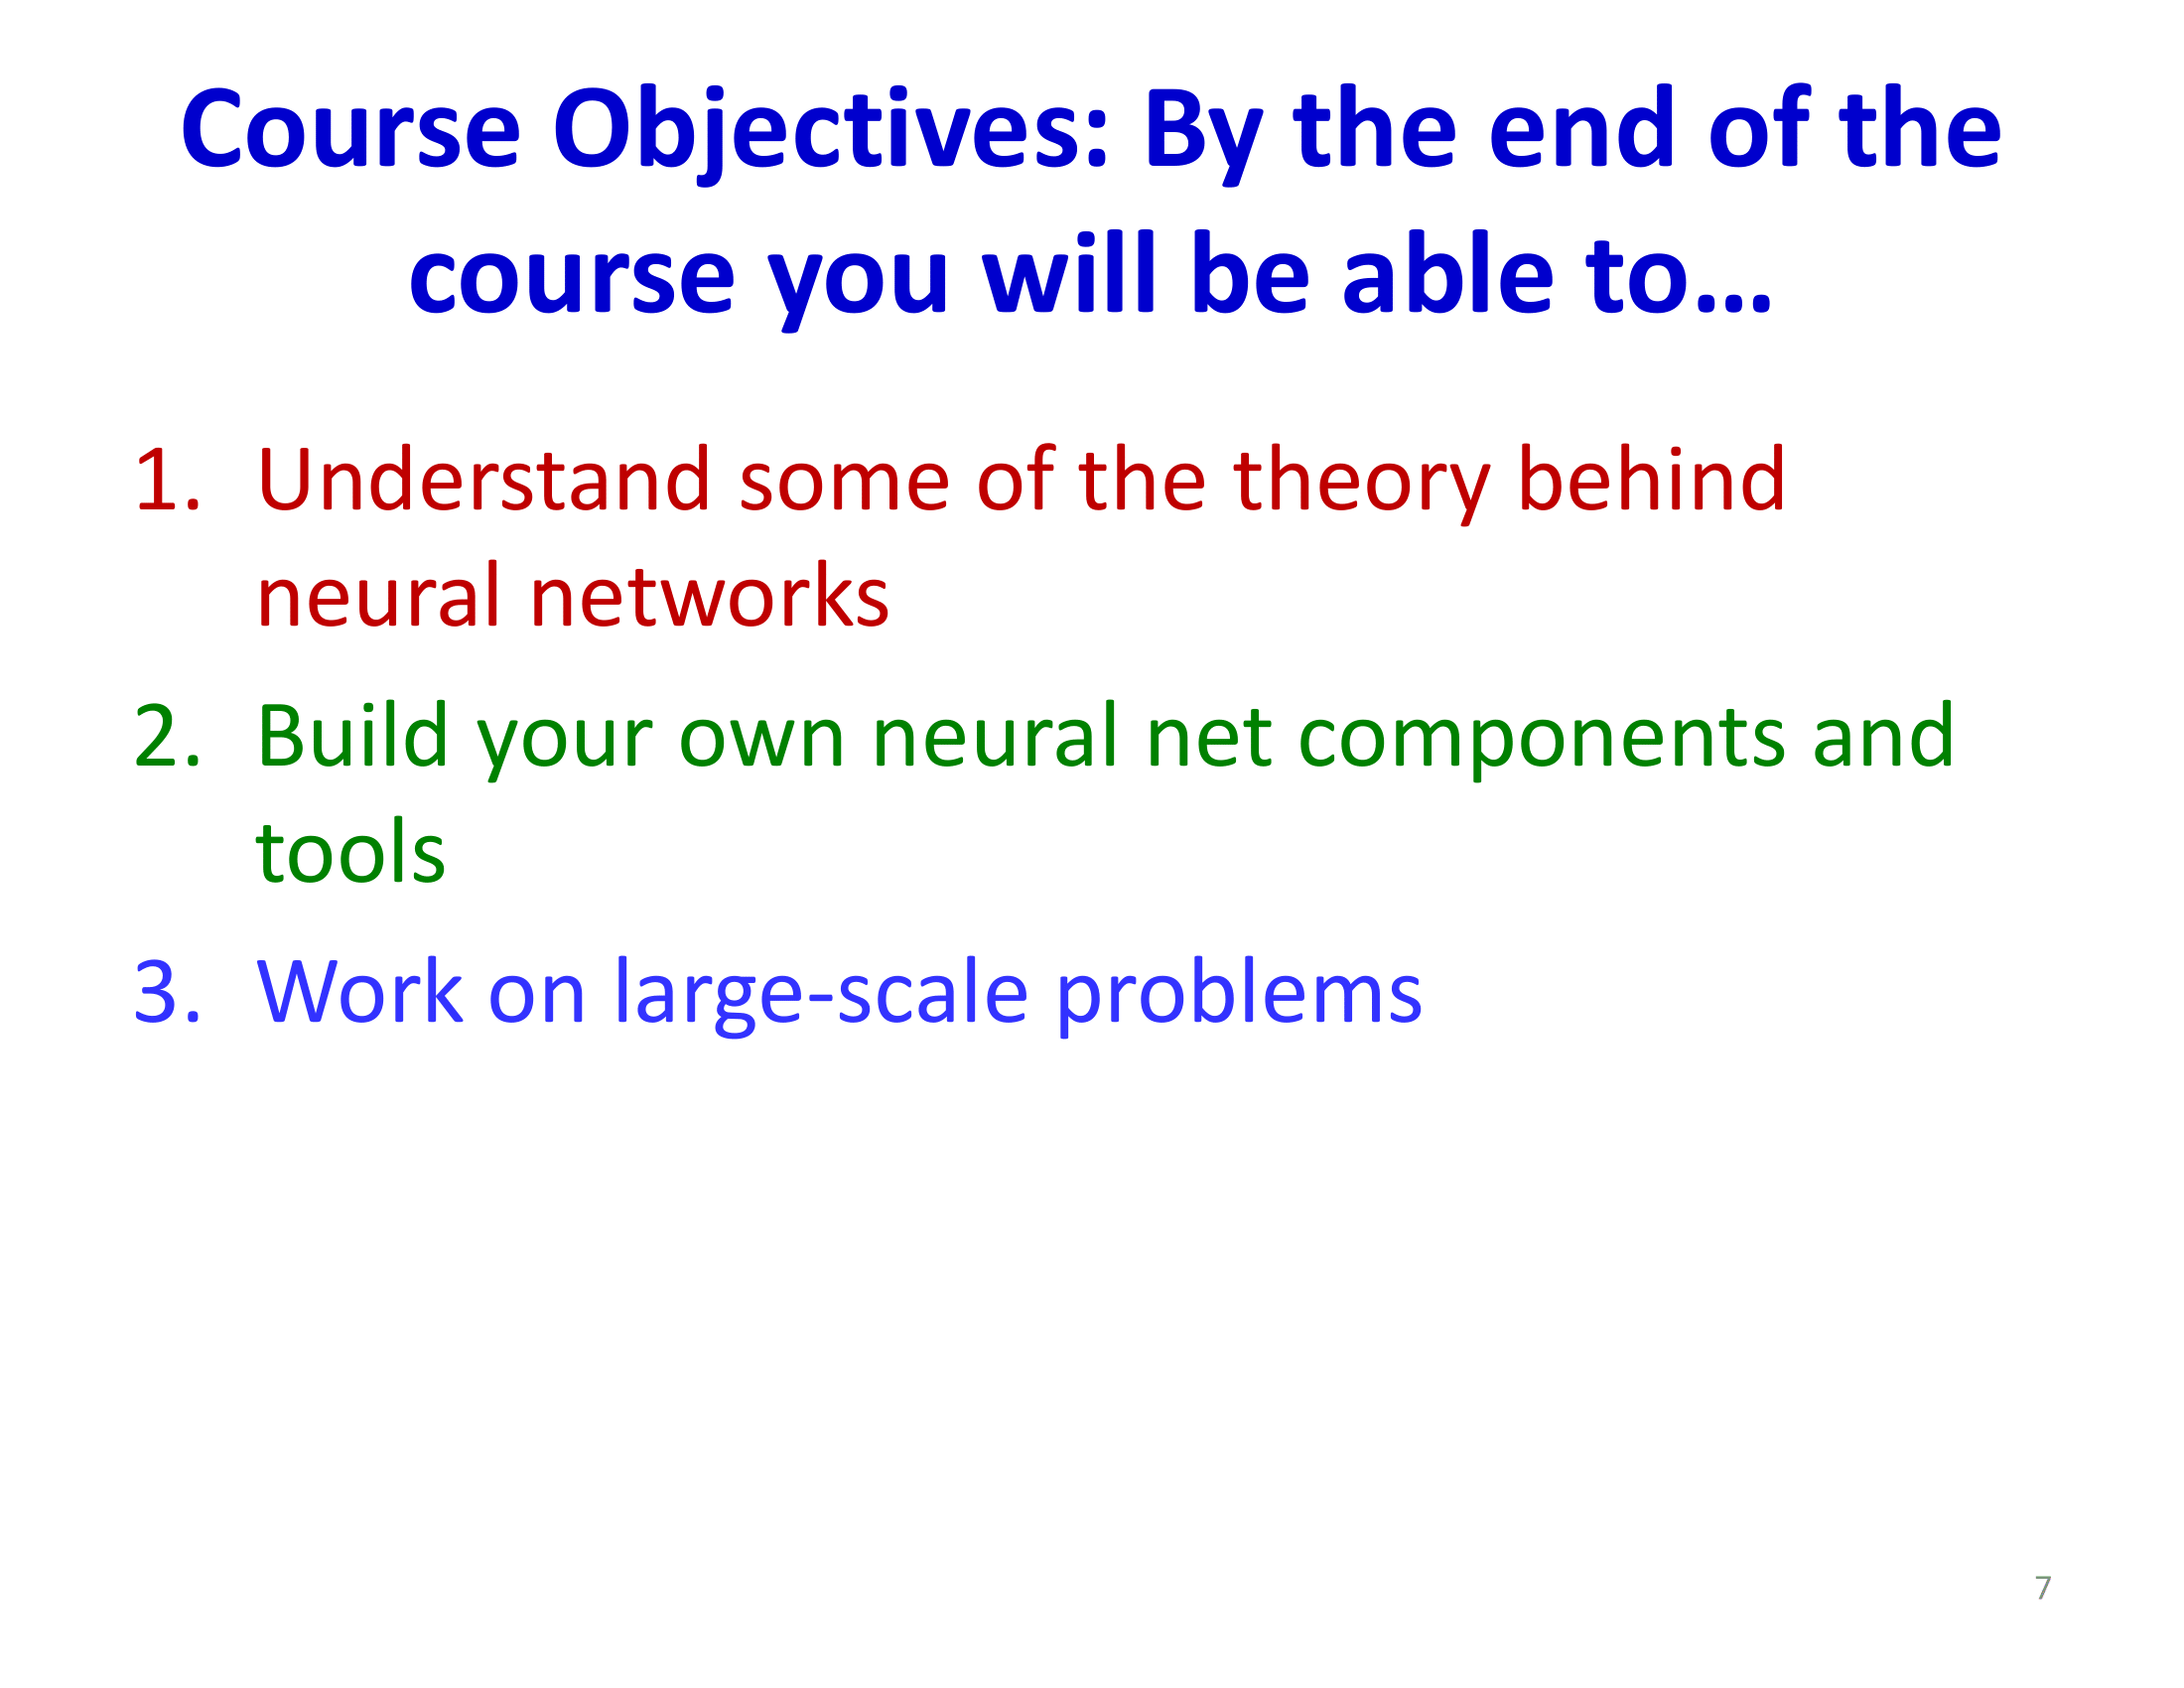 Course Objectives: By the end of the
course you will be able to…
1. Understand some of the theory behind
neural networks
2. Build your own neural net components and
tools
3. Work on large-scale problems
7